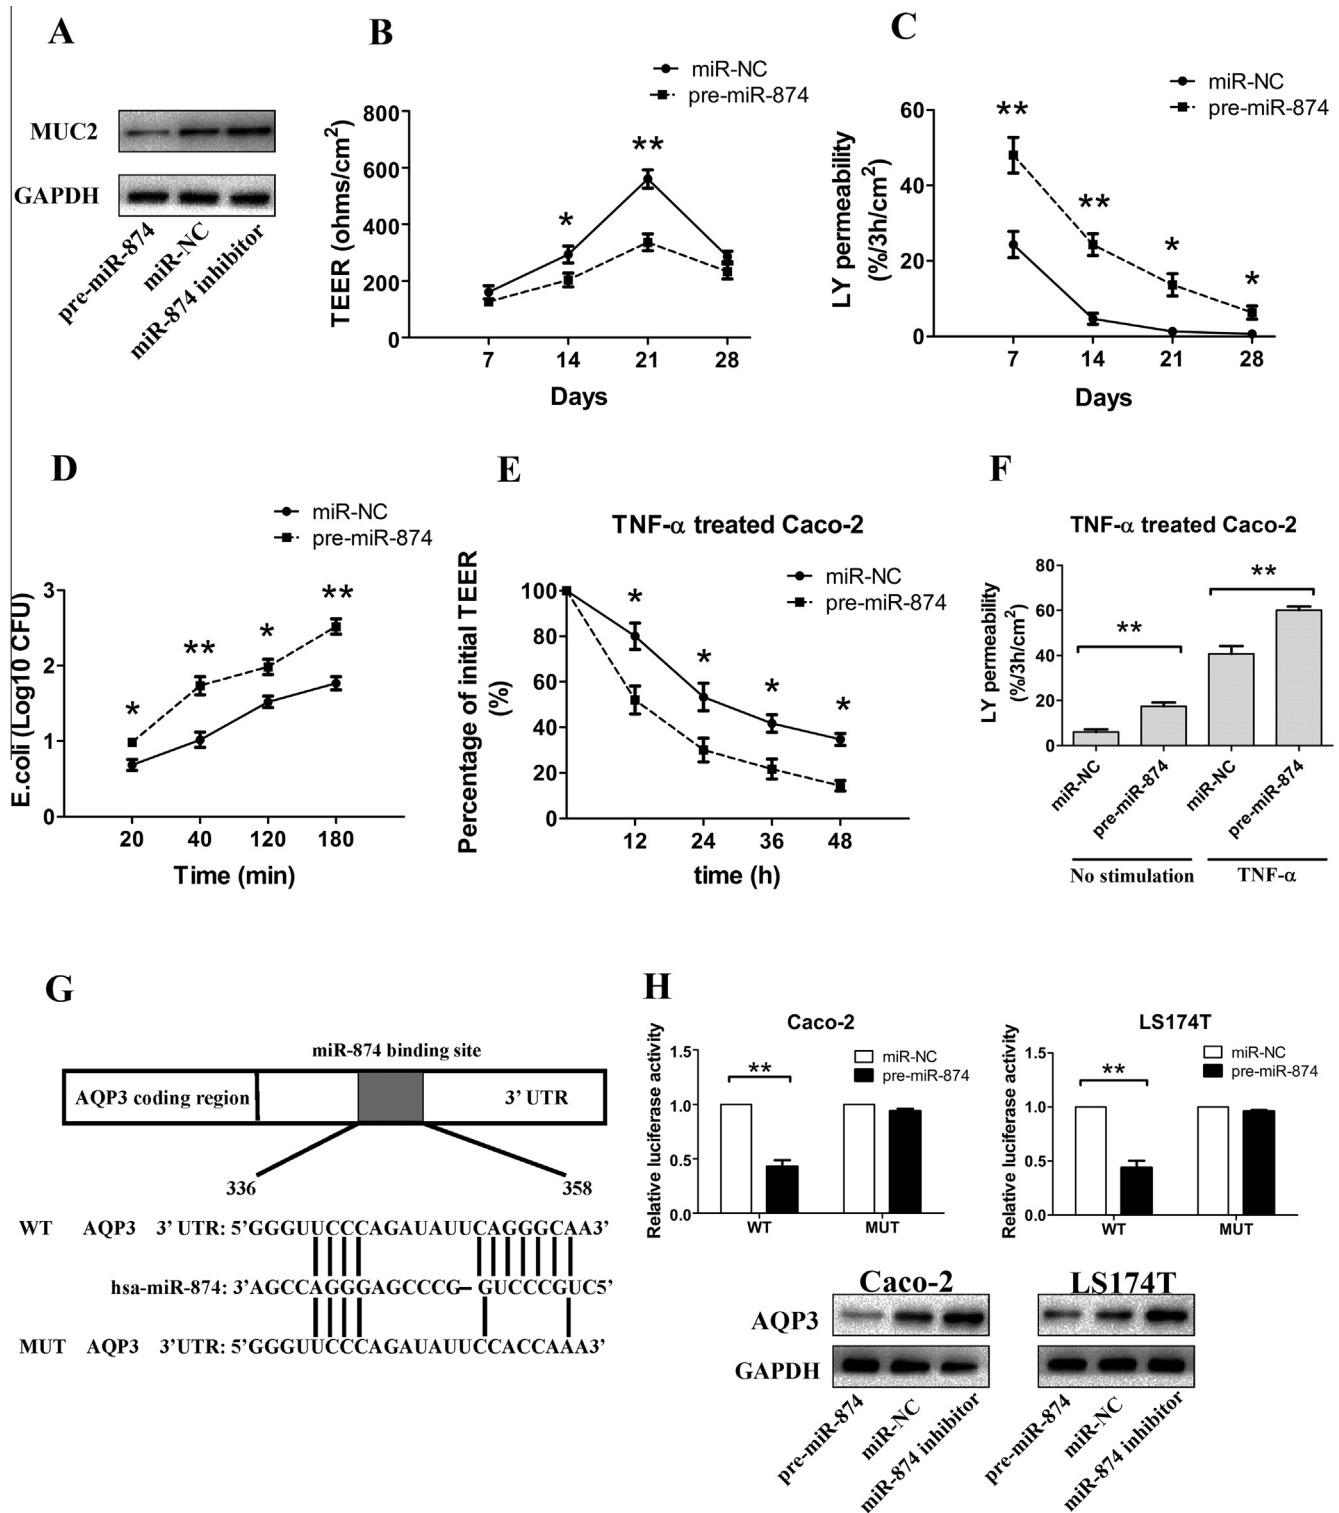 A
MUC2
GAPDH
pre-miR-874
miR-NC
miR-874 inhibitor
B
miR-NC
pre-miR-874
TEER (ohms/cm2)
800
600
400
200
0
*
**
7 14 21 28
Days
C
miR-NC
pre-miR-874
LY permeability
(%/3h/cm2)
60
40
20
0
**
**
*
*
7 14 21 28
Days
D
miR-NC
pre-miR-874
E.coli (Log10 CFU)
3
2
1
0
*
**
*
**
20 40 120 180
Time (min)
E
TNF-α treated Caco-2
miR-NC
pre-miR-874
Percentage of initial TEER
(%)
100
80
60
40
20
0
*
*
*
*
12 24 36 48
time (h)
F
TNF-α treated Caco-2
LY permeability
(%/3h/cm2)
80
60
40
20
0
**
**
miR-NC
pre-miR-874
miR-NC
pre-miR-874
No stimulation
TNF-α
G
miR-874 binding site
AQP3 coding region
3' UTR
336 358
WT AQP3 3' UTR: 5'GGGUUCCCAGAUAUUCAGGGCAA3'
hsa-miR-874: 3'AGCCAGGGAGCCCG–GUCCCGUC5'
MUT AQP3 3'UTR: 5'GGGUUCCCAGAUAUUCCACCAAA3'
H
Caco-2
miR-NC
pre-miR-874
Relative luciferase activity
1.5
1.0
0.5
0.0
**
WT MUT
LS174T
miR-NC
pre-miR-874
Relative luciferase activity
1.5
1.0
0.5
0.0
**
WT MUT
Caco-2
LS174T
AQP3
GAPDH
pre-miR-874
miR-NC
miR-874 inhibitor
pre-miR-874
miR-NC
miR-874 inhibitor